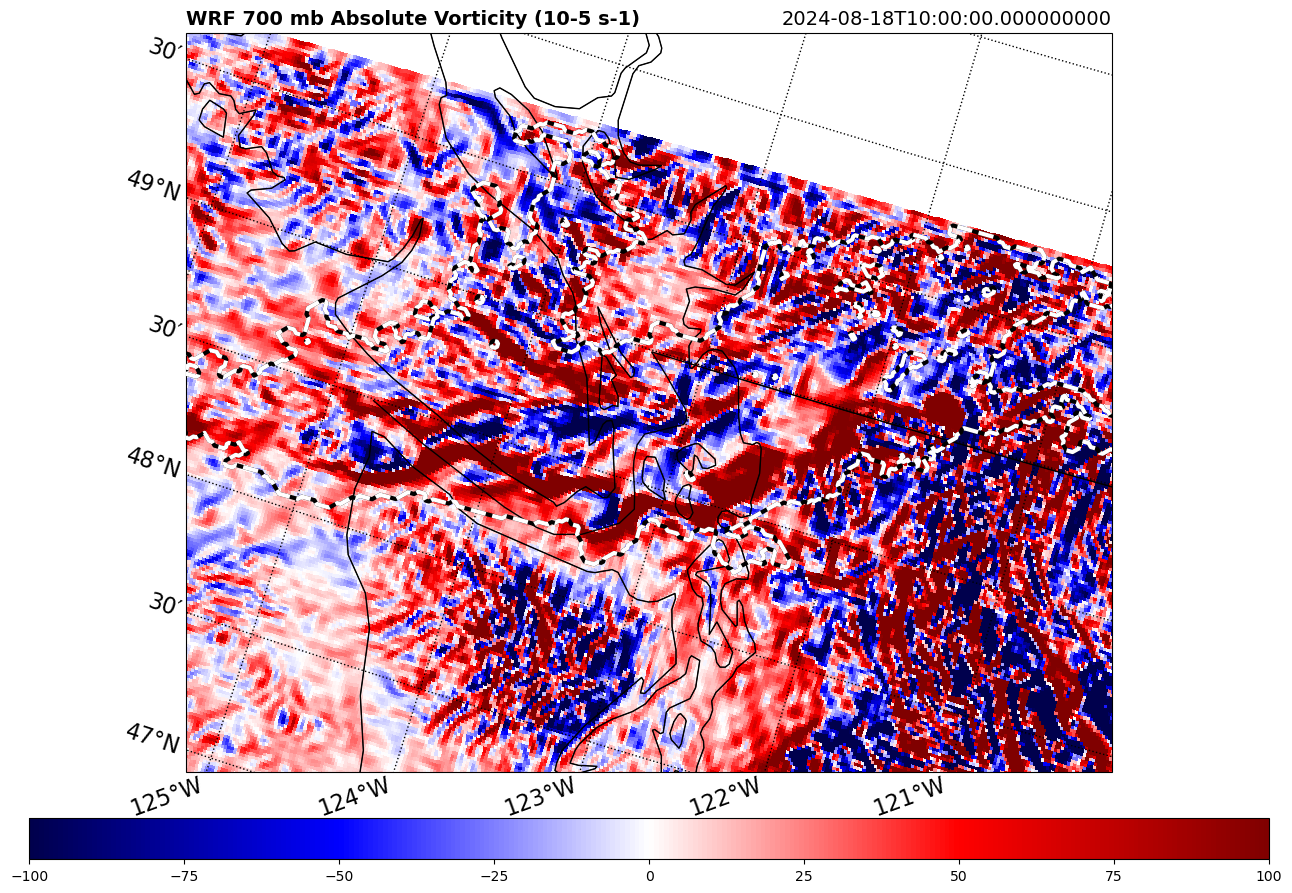 WRF 700 mb Absolute Vorticity (10-5 s-1) 2024-08-18T10:00:00.000000000
30′
49°N
30′
48°N
30′
47°N
125°W 124°W 123°W 122°W 121°W
−100 −75 −50 −25 0 25 50 75 100